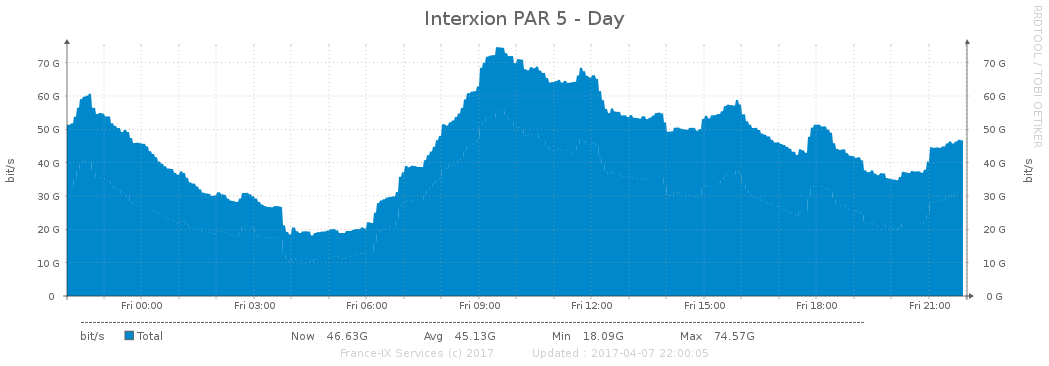 Interxion PAR 5 - Day
RRDTOOL / TOBI OETIKER
bit/s
70 G 70 G
60 G 60 G
50 G 50 G
40 G 40 G
30 G 30 G
20 G 20 G
10 G 10 G
0 0 G
bit/s
Fri 00:00 Fri 03:00 Fri 06:00 Fri 09:00 Fri 12:00 Fri 15:00 Fri 18:00 Fri 21:00
bit/s Total Now 46.63G Avg 45.13G Min 18.09G Max 74.57G
France-IX Services (c) 2017 Updated : 2017-04-07 22:00:05